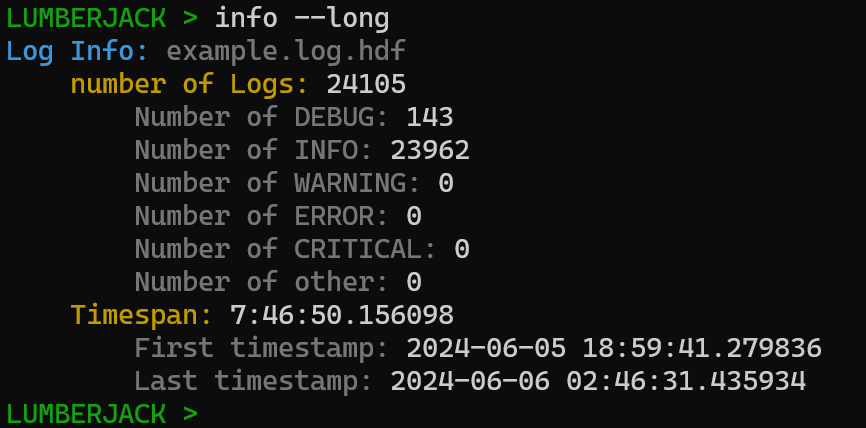 LUMBERJACK > info --long
Log Info: example.log.hdf
number of Logs: 24105
Number of DEBUG: 143
Number of INFO: 23962
Number of WARNING: 0
Number of ERROR: 0
Number of CRITICAL: 0
Number of other: 0
Timespan: 7:46:50.156098
First timestamp: 2024-06-05 18:59:41.279836
Last timestamp: 2024-06-06 02:46:31.435934
LUMBERJACK >